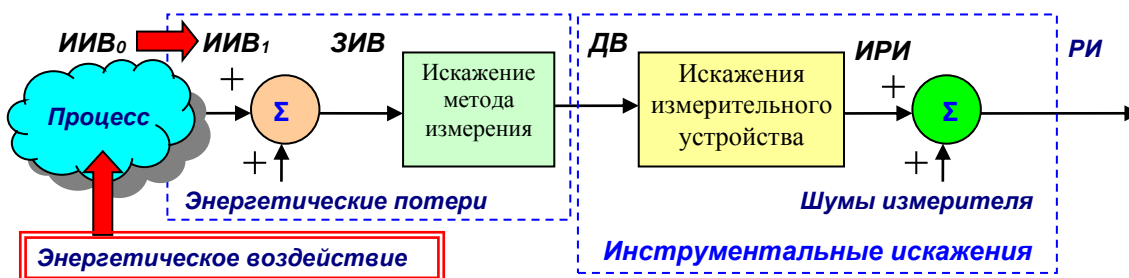 ИИВ₀ ИИВ₁ ЗИВ ДВ ИРИ РИ
+ +
Процесс Σ Искажение
метода
измерения Искажения
измерительного
устройства Σ
+ +
Энергетические потери Шумы измерителя
Энергетическое воздействие Инструментальные искажения